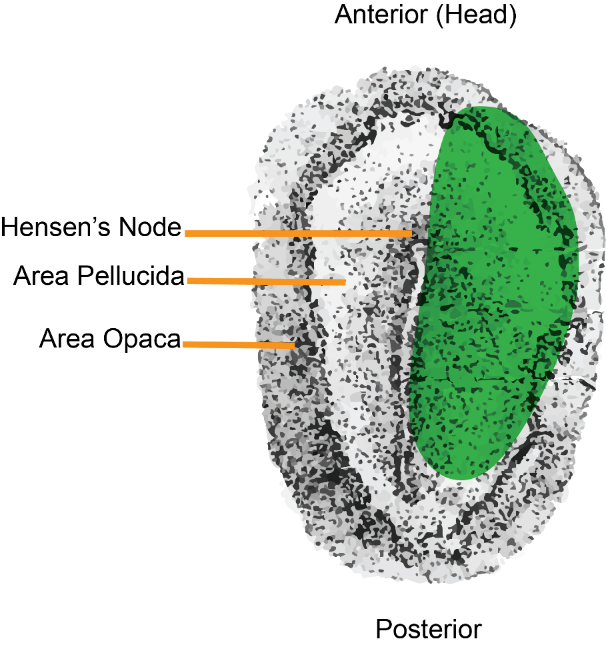 Anterior (Head)
Hensen’s Node
Area Pellucida
Area Opaca
Posterior